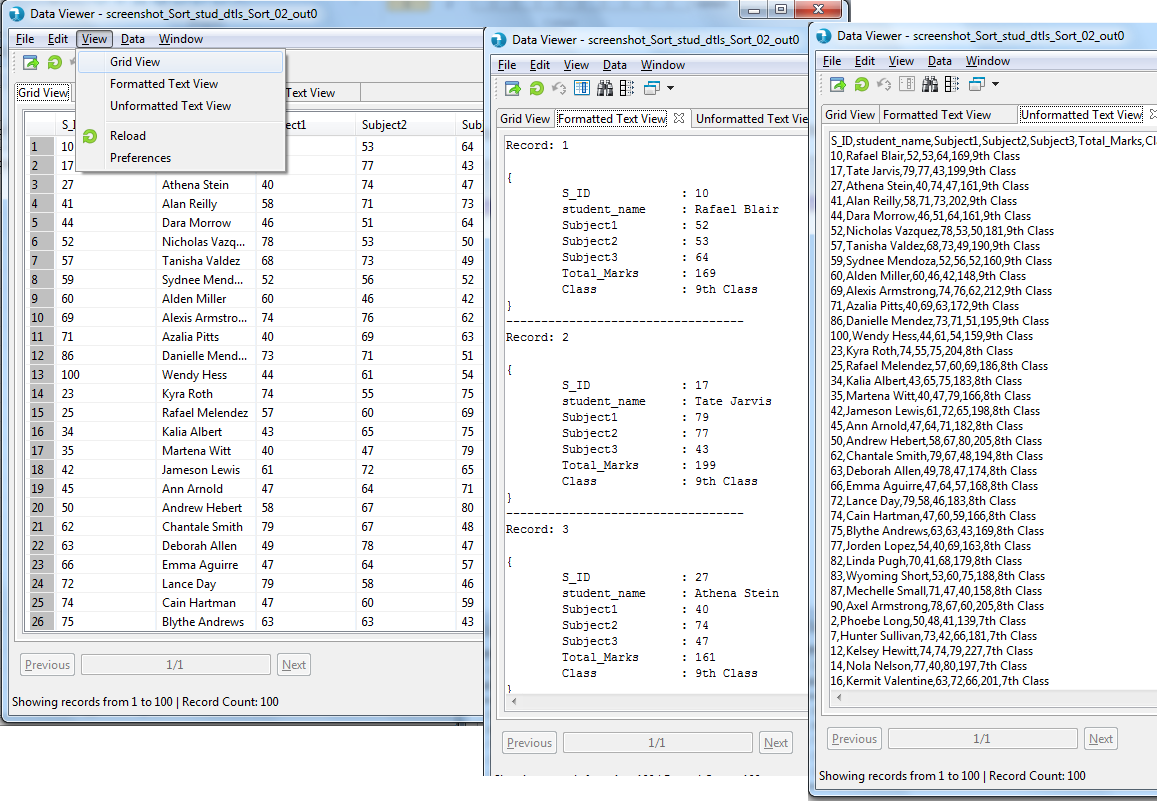 Data Viewer - screenshot_Sort_stud_dtls_Sort_02_out0
File Edit View Data Window
Grid View
Formatted Text View
Unformatted Text View
Reload
Preferences
Grid View Text View
S_I ect1 Subject2 Sub
1 10 53 64
2 17 77 43
3 27 Athena Stein 40 74 47
4 41 Alan Reilly 58 71 73
5 44 Dara Morrow 46 51 64
6 52 Nicholas Vazq... 78 53 50
7 57 Tanisha Valdez 68 73 49
8 59 Sydnee Mend... 52 56 52
9 60 Alden Miller 60 46 42
10 69 Alexis Armstro... 74 76 62
11 71 Azalia Pitts 40 69 63
12 86 Danielle Mend... 73 71 51
13 100 Wendy Hess 44 61 54
14 23 Kyra Roth 74 55 75
15 25 Rafael Melendez 57 60 69
16 34 Kalia Albert 43 65 75
17 35 Martena Witt 40 47 79
18 42 Jameson Lewis 61 72 65
19 45 Ann Arnold 47 64 71
20 50 Andrew Hebert 58 67 80
21 62 Chantale Smith 79 67 48
22 63 Deborah Allen 49 78 47
23 66 Emma Aguirre 47 64 57
24 72 Lance Day 79 58 46
25 74 Cain Hartman 47 60 59
26 75 Blythe Andrews 63 63 43
Previous 1/1 Next
Showing records from 1 to 100 | Record Count: 100
Data Viewer - screenshot_Sort_stud_dtls_Sort_02_out0
File Edit View Data Window
Grid View Formatted Text View Unformatted Text Vie
Record: 1
{
S_ID : 10
student_name : Rafael Blair
Subject1 : 52
Subject2 : 53
Subject3 : 64
Total_Marks : 169
Class : 9th Class
}
----------------------------------
Record: 2
{
S_ID : 17
student_name : Tate Jarvis
Subject1 : 79
Subject2 : 77
Subject3 : 43
Total_Marks : 199
Class : 9th Class
}
----------------------------------
Record: 3
{
S_ID : 27
student_name : Athena Stein
Subject1 : 40
Subject2 : 74
Subject3 : 47
Total_Marks : 161
Class : 9th Class
}
Previous 1/1 Next
Data Viewer - screenshot_Sort_stud_dtls_Sort_02_out0
File Edit View Data Window
Grid View Formatted Text View Unformatted Text View
S_ID,student_name,Subject1,Subject2,Subject3,Total_Marks,Cl
10,Rafael Blair,52,53,64,169,9th Class
17,Tate Jarvis,79,77,43,199,9th Class
27,Athena Stein,40,74,47,161,9th Class
41,Alan Reilly,58,71,73,202,9th Class
44,Dara Morrow,46,51,64,161,9th Class
52,Nicholas Vazquez,78,53,50,181,9th Class
57,Tanisha Valdez,68,73,49,190,9th Class
59,Sydnee Mendoza,52,56,52,160,9th Class
60,Alden Miller,60,46,42,148,9th Class
69,Alexis Armstrong,74,76,62,212,9th Class
71,Azalia Pitts,40,69,63,172,9th Class
86,Danielle Mendez,73,71,51,195,9th Class
100,Wendy Hess,44,61,54,159,9th Class
23,Kyra Roth,74,55,75,204,8th Class
25,Rafael Melendez,57,60,69,186,8th Class
34,Kalia Albert,43,65,75,183,8th Class
35,Martena Witt,40,47,79,166,8th Class
42,Jameson Lewis,61,72,65,198,8th Class
45,Ann Arnold,47,64,71,182,8th Class
50,Andrew Hebert,58,67,80,205,8th Class
62,Chantale Smith,79,67,48,194,8th Class
63,Deborah Allen,49,78,47,174,8th Class
66,Emma Aguirre,47,64,57,168,8th Class
72,Lance Day,79,58,46,183,8th Class
74,Cain Hartman,47,60,59,166,8th Class
75,Blythe Andrews,63,63,43,169,8th Class
77,Jorden Lopez,54,40,69,163,8th Class
82,Linda Pugh,70,41,68,179,8th Class
83,Wyoming Short,53,60,75,188,8th Class
87,Mechelle Small,71,47,40,158,8th Class
90,Axel Armstrong,78,67,60,205,8th Class
2,Phoebe Long,50,48,41,139,7th Class
7,Hunter Sullivan,73,42,66,181,7th Class
12,Kelsey Hewitt,74,74,79,227,7th Class
14,Nola Nelson,77,40,80,197,7th Class
16,Kermit Valentine,63,72,66,201,7th Class
Previous 1/1 Next
Showing records from 1 to 100 | Record Count: 100